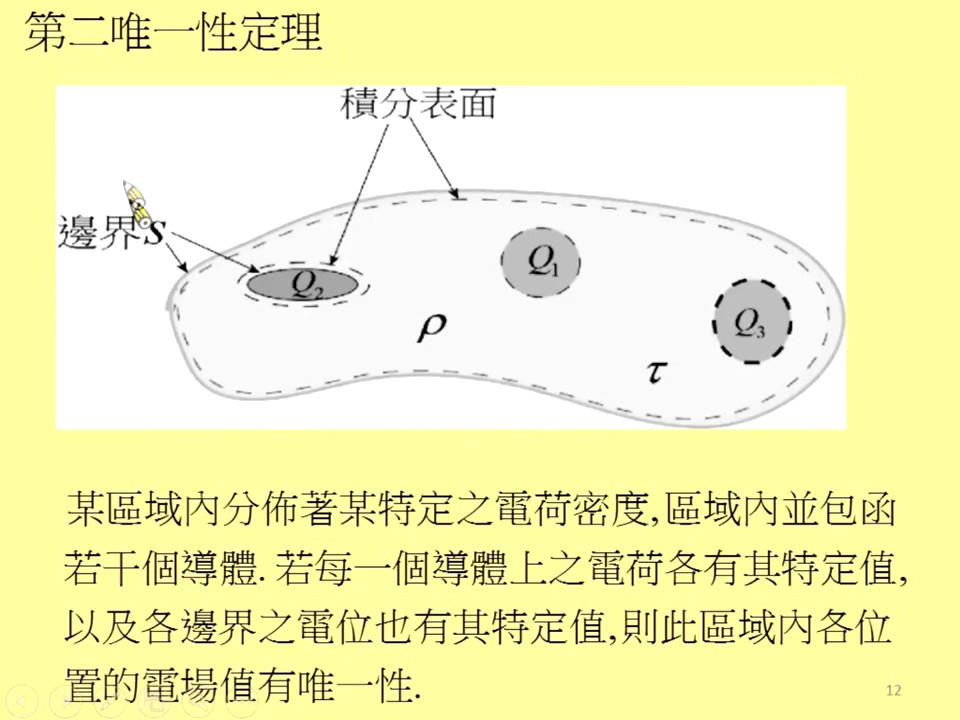 第二唯一性定理
積分表面
邊界S
Q₁
Q₂
Q₃
ρ
τ
某區域內分佈著某特定之電荷密度,區域內並包函
若干個導體. 若每一個導體上之電荷各有其特定值,
以及各邊界之電位也有其特定值,則此區域內各位
置的電場值有唯一性.
12